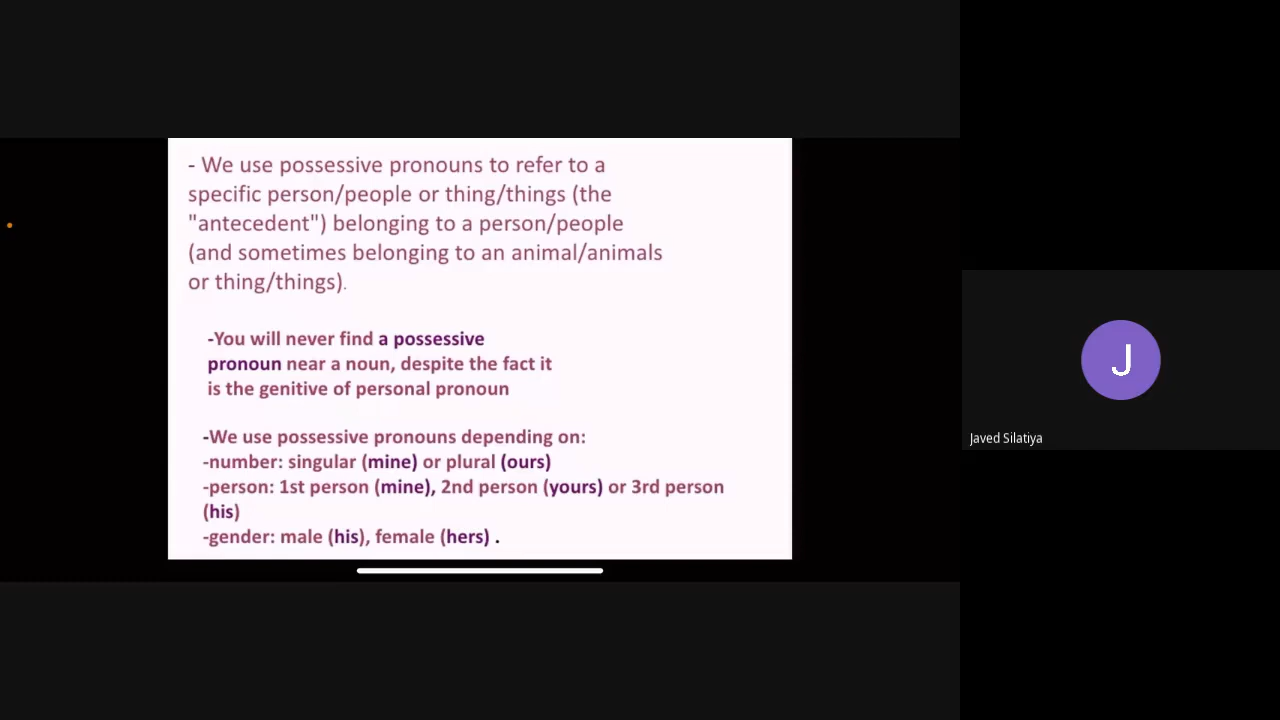 - We use possessive pronouns to refer to a
specific person/people or thing/things (the
"antecedent") belonging to a person/people
(and sometimes belonging to an animal/animals
or thing/things).
-You will never find a possessive
pronoun near a noun, despite the fact it
is the genitive of personal pronoun
-We use possessive pronouns depending on:
-number: singular (mine) or plural (ours)
-person: 1st person (mine), 2nd person (yours) or 3rd person
(his)
-gender: male (his), female (hers) .
J
Javed Silatiya